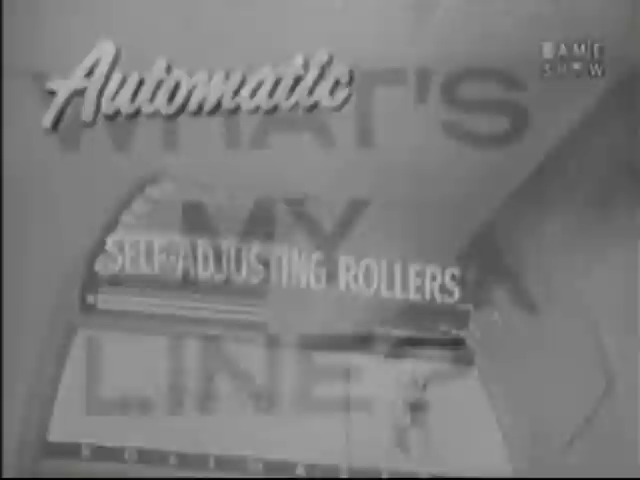 Automatic
GAME
SHOW
WHAT'S
MY
SELF-ADJUSTING ROLLERS
LINE?